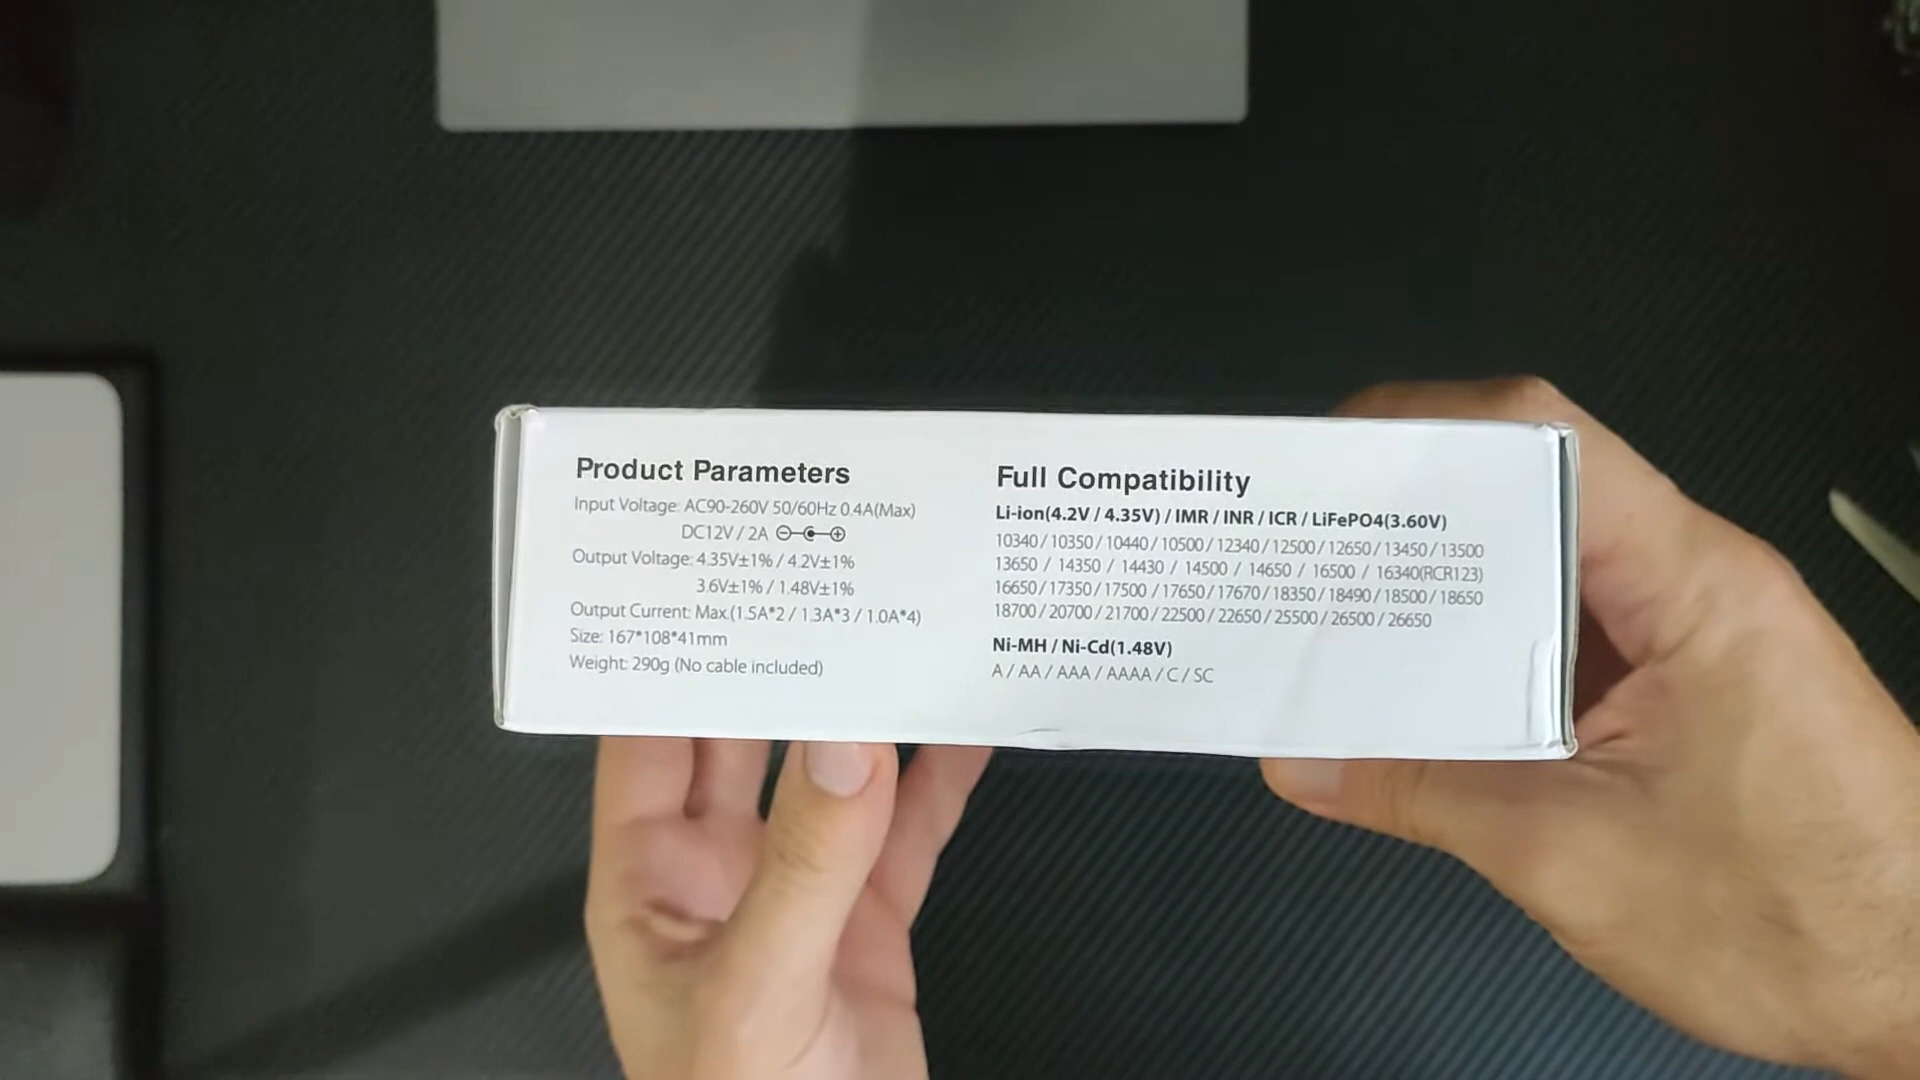 Product Parameters
Input Voltage: AC90-260V 50/60Hz 0.4A(Max)
DC12V / 2A
Output Voltage: 4.35V±1% / 4.2V±1%
3.6V±1% / 1.48V±1%
Output Current: Max.(1.5A*2 / 1.3A*3 / 1.0A*4)
Size: 167*108*41mm
Weight: 290g (No cable included)
Full Compatibility
Li-ion(4.2V / 4.35V) / IMR / INR / ICR / LiFePO4(3.60V)
10340 / 10350 / 10440 / 10500 / 12340 / 12500 / 12650 / 13450 / 13500
13650 / 14350 / 14430 / 14500 / 14650 / 16500 / 16340(RCR123)
16650 / 17350 / 17500 / 17650 / 17670 / 18350 / 18490 / 18500 / 18650
18700 / 20700 / 21700 / 22500 / 22650 / 25500 / 26500 / 26650
Ni-MH / Ni-Cd(1.48V)
A / AA / AAA / AAAA / C / SC